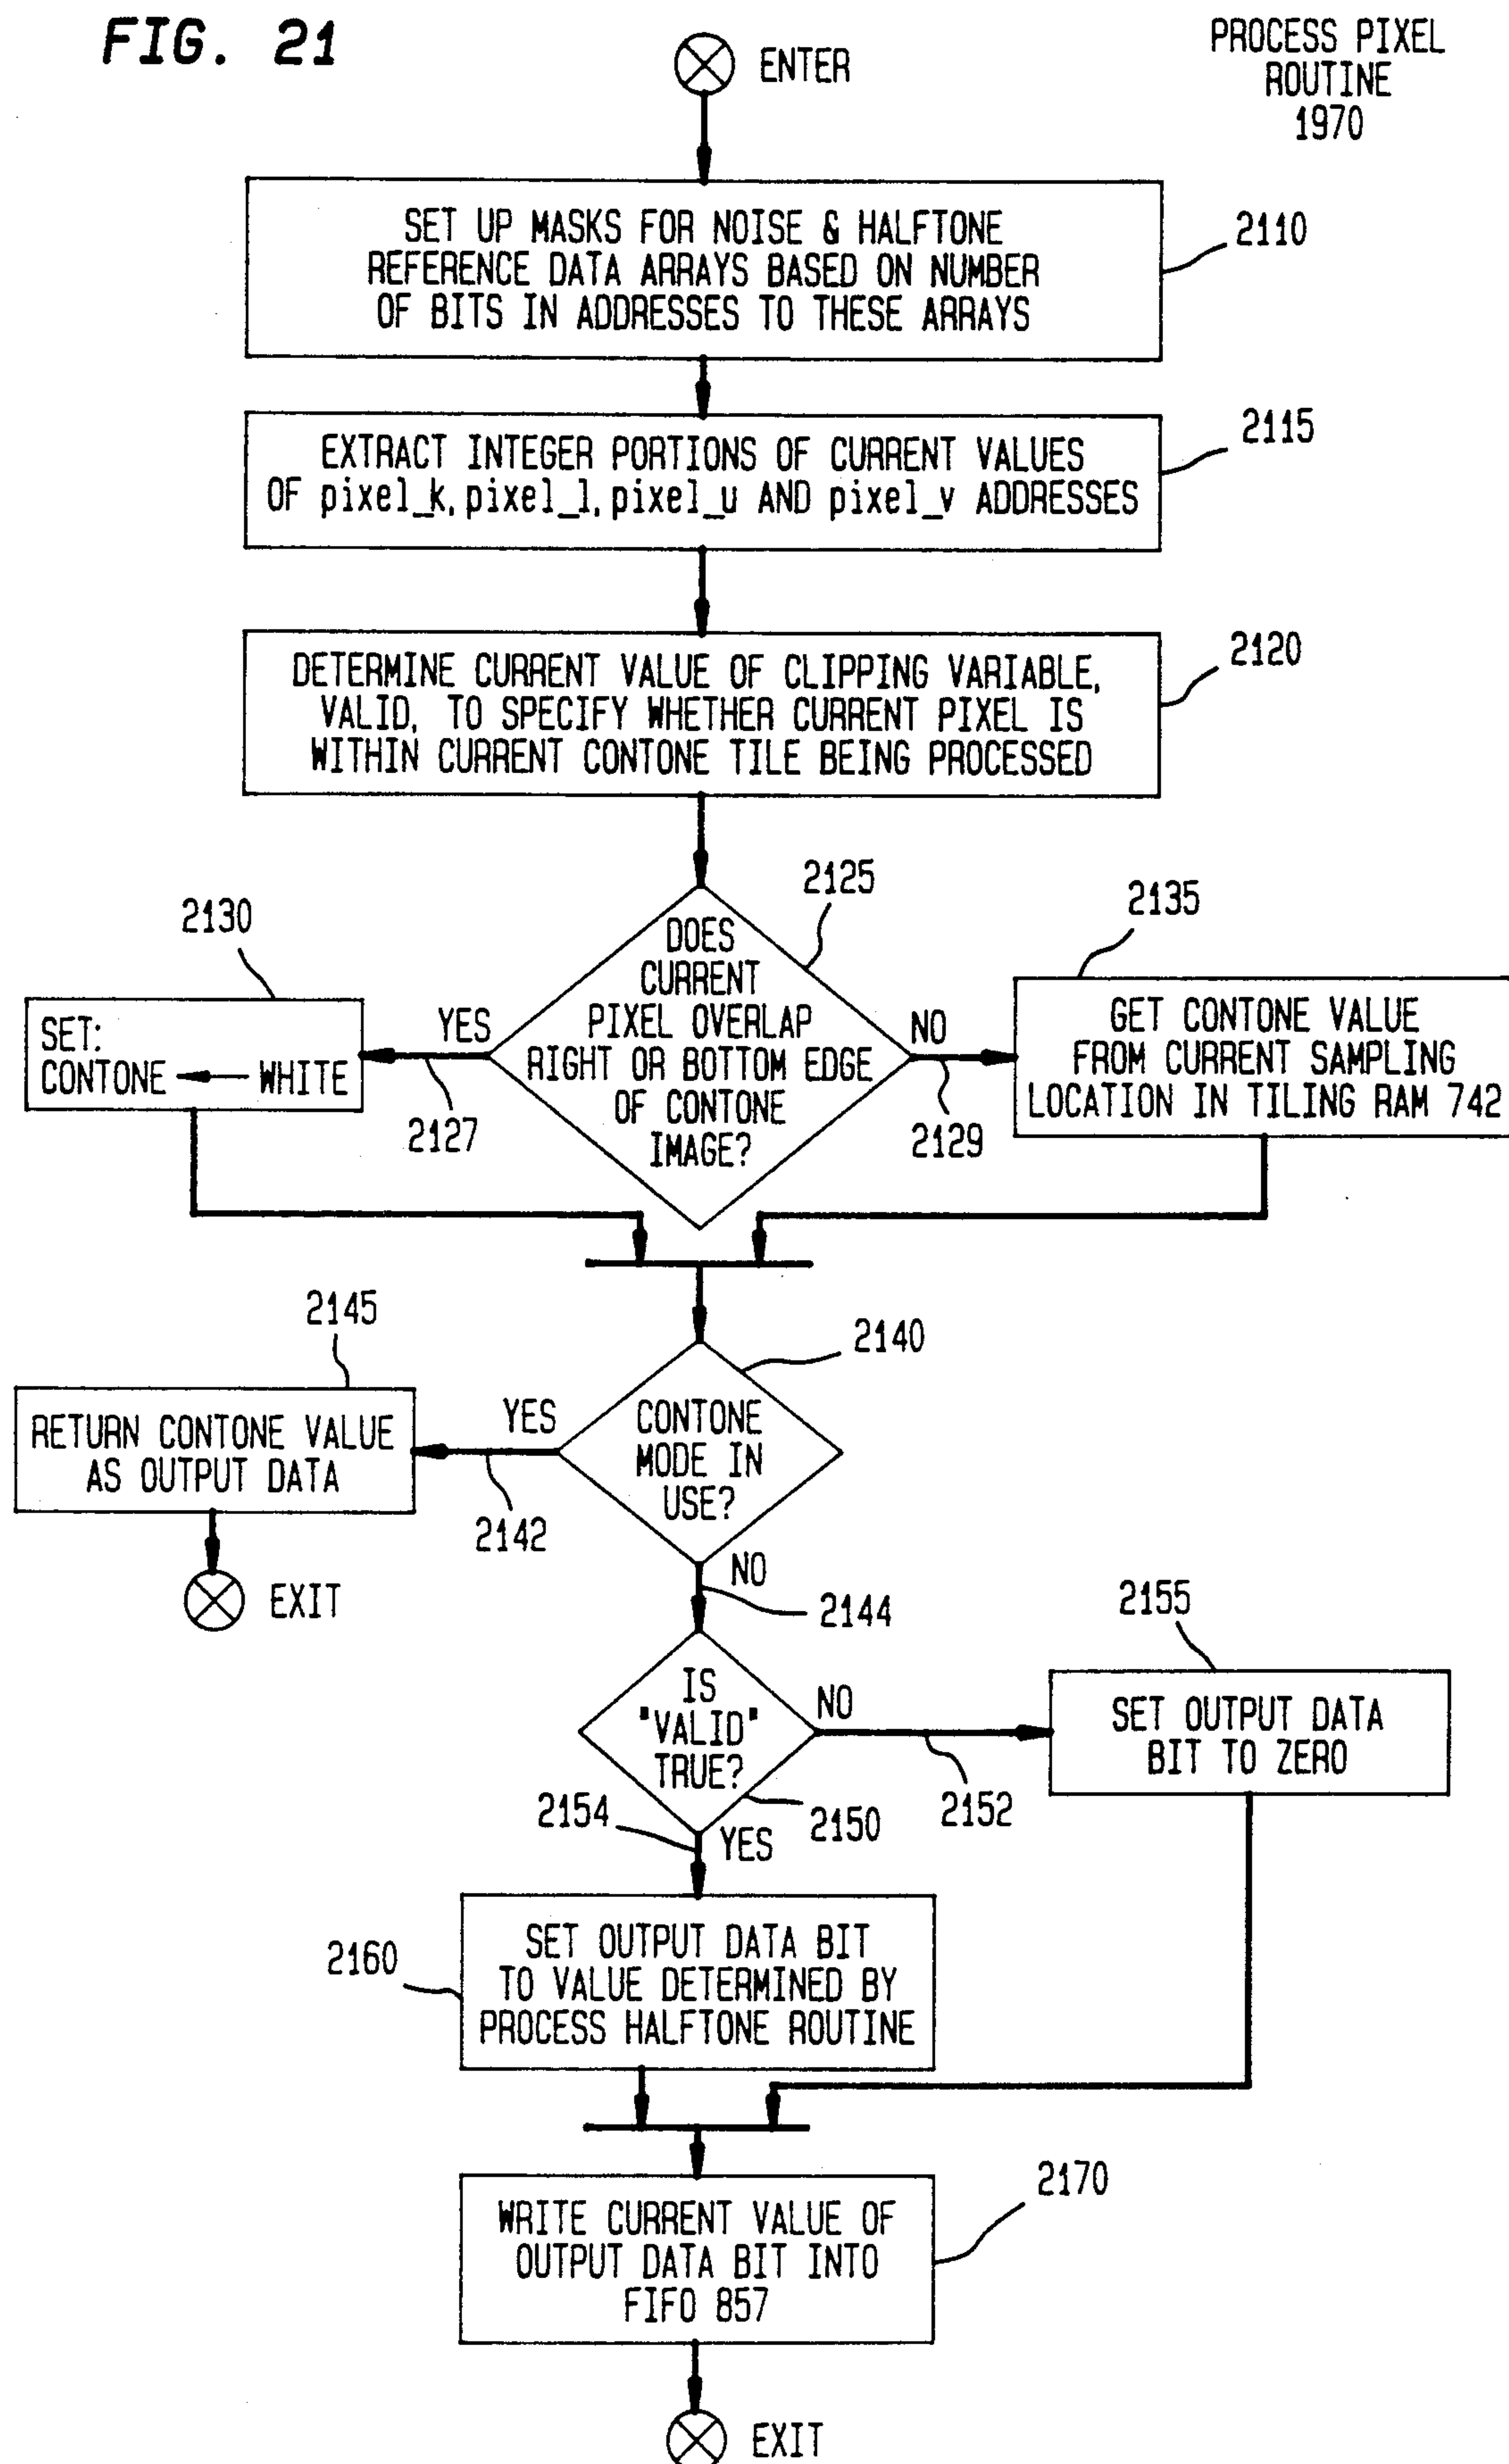 FIG. 21
PROCESS PIXEL
ROUTINE
1970
ENTER
SET UP MASKS FOR NOISE & HALFTONE
REFERENCE DATA ARRAYS BASED ON NUMBER
OF BITS IN ADDRESSES TO THESE ARRAYS
2110
EXTRACT INTEGER PORTIONS OF CURRENT VALUES
OF pixel_k, pixel_l, pixel_u AND pixel_v ADDRESSES
2115
DETERMINE CURRENT VALUE OF CLIPPING VARIABLE,
VALID, TO SPECIFY WHETHER CURRENT PIXEL IS
WITHIN CURRENT CONTONE TILE BEING PROCESSED
2120
2125
DOES
CURRENT
PIXEL OVERLAP
RIGHT OR BOTTOM EDGE
OF CONTONE
IMAGE?
2130
YES
SET:
CONTONE ← WHITE
2127
2135
NO
GET CONTONE VALUE
FROM CURRENT SAMPLING
LOCATION IN TILING RAM 742
2129
2140
CONTONE
MODE IN
USE?
2145
YES
RETURN CONTONE VALUE
AS OUTPUT DATA
2142
EXIT
NO
2144
IS
"VALID"
TRUE?
2150
NO
2152
2155
SET OUTPUT DATA
BIT TO ZERO
2154
YES
2160
SET OUTPUT DATA BIT
TO VALUE DETERMINED BY
PROCESS HALFTONE ROUTINE
WRITE CURRENT VALUE OF
OUTPUT DATA BIT INTO
FIFO 857
2170
EXIT